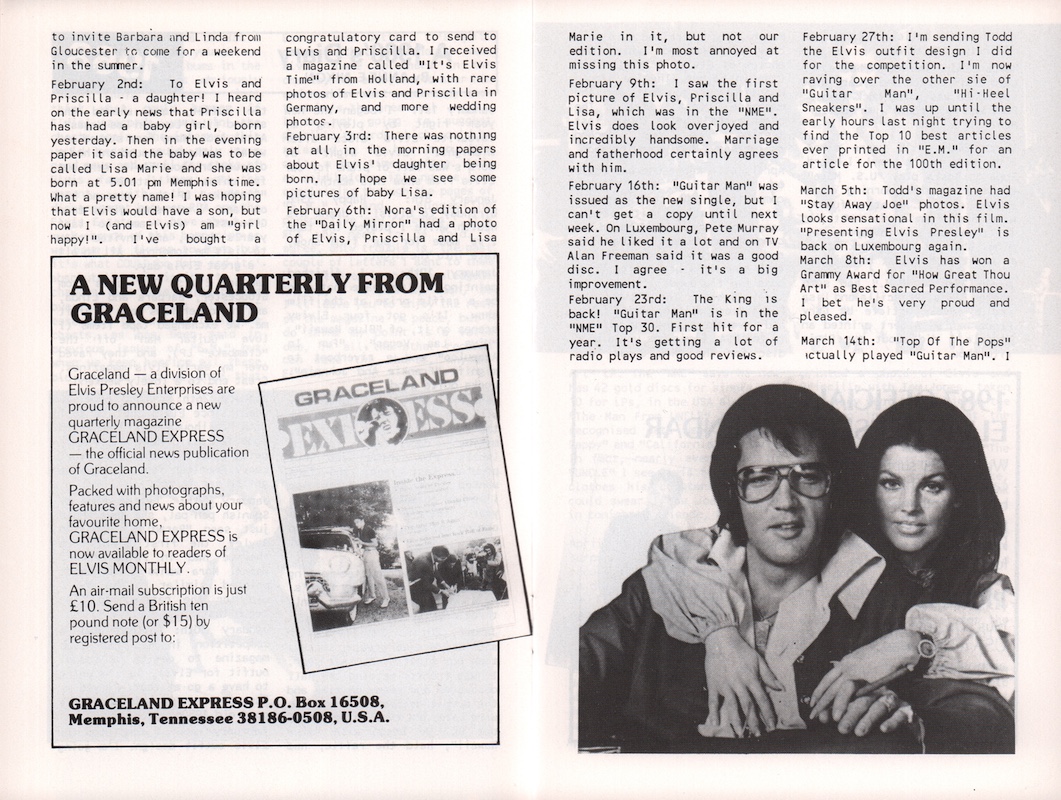 to invite Barbara and Linda from
Gloucester to come for a weekend
in the summer.
February 2nd: To Elvis and
Priscilla - a daughter! I heard
on the early news that Priscilla
has had a baby girl, born
yesterday. Then in the evening
paper it said the baby was to be
called Lisa Marie and she was
born at 5.01 pm Memphis time.
What a pretty name! I was hoping
that Elvis would have a son, but
now I (and Elvis) am "girl
happy!". I've bought a
congratulatory card to send to
Elvis and Priscilla. I received
a magazine called "It's Elvis
Time" from Holland, with rare
photos of Elvis and Priscilla in
Germany, and more wedding
photos.
February 3rd: There was nothing
at all in the morning papers
about Elvis' daughter being
born. I hope we see some
pictures of baby Lisa.
February 6th: Nora's edition of
the "Daily Mirror" had a photo
of Elvis, Priscilla and Lisa
A NEW QUARTERLY FROM
GRACELAND
Graceland — a division of
Elvis Presley Enterprises are
proud to announce a new
quarterly magazine
GRACELAND EXPRESS
— the official news publication
of Graceland.
Packed with photographs,
features and news about your
favourite home,
GRACELAND EXPRESS is
now available to readers of
ELVIS MONTHLY.
An air-mail subscription is just
£10. Send a British ten
pound note (or $15) by
registered post to:
GRACELAND
EXPRESS
Inside the Express
GRACELAND EXPRESS P.O. Box 16508,
Memphis, Tennessee 38186-0508, U.S.A.
Marie in it, but not our
edition. I'm most annoyed at
missing this photo.
February 9th: I saw the first
picture of Elvis, Priscilla and
Lisa, which was in the "NME".
Elvis does look overjoyed and
incredibly handsome. Marriage
and fatherhood certainly agrees
with him.
February 16th: "Guitar Man" was
issued as the new single, but I
can't get a copy until next
week. On Luxembourg, Pete Murray
said he liked it a lot and on TV
Alan Freeman said it was a good
disc. I agree - it's a big
improvement.
February 23rd: The King is
back! "Guitar Man" is in the
"NME" Top 30. First hit for a
year. It's getting a lot of
radio plays and good reviews.
February 27th: I'm sending Todd
the Elvis outfit design I did
for the competition. I'm now
raving over the other sie of
"Guitar Man", "Hi-Heel
Sneakers". I was up until the
early hours last night trying to
find the Top 10 best articles
ever printed in "E.M." for an
article for the 100th edition.
March 5th: Todd's magazine had
"Stay Away Joe" photos. Elvis
looks sensational in this film.
"Presenting Elvis Presley" is
back on Luxembourg again.
March 8th: Elvis has won a
Grammy Award for "How Great Thou
Art" as Best Sacred Performance.
I bet he's very proud and
pleased.
March 14th: "Top Of The Pops"
actually played "Guitar Man". I